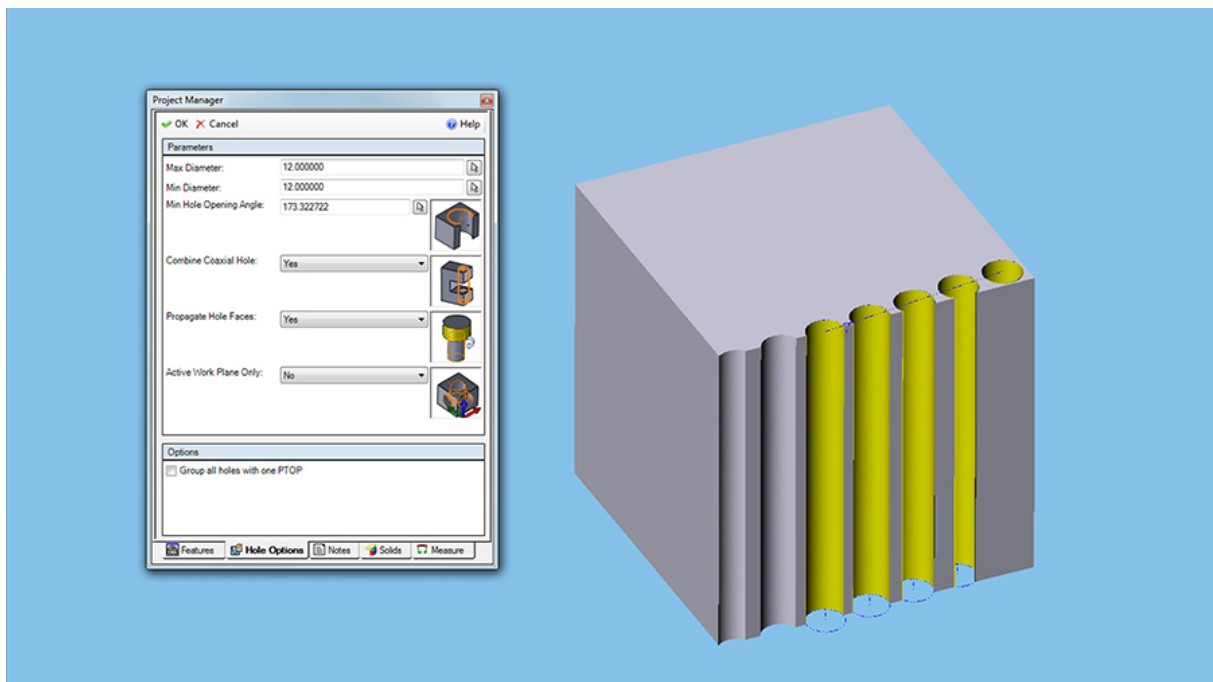 Project Manager
OK Cancel Help
Parameters
Max Diameter: 12.000000
Min Diameter: 12.000000
Min Hole Opening Angle: 173.322722
Combine Coaxial Hole: Yes
Propagate Hole Faces: Yes
Active Work Plane Only: No
Options
Group all holes with one PTOP
Features Hole Options Notes Solids Measure